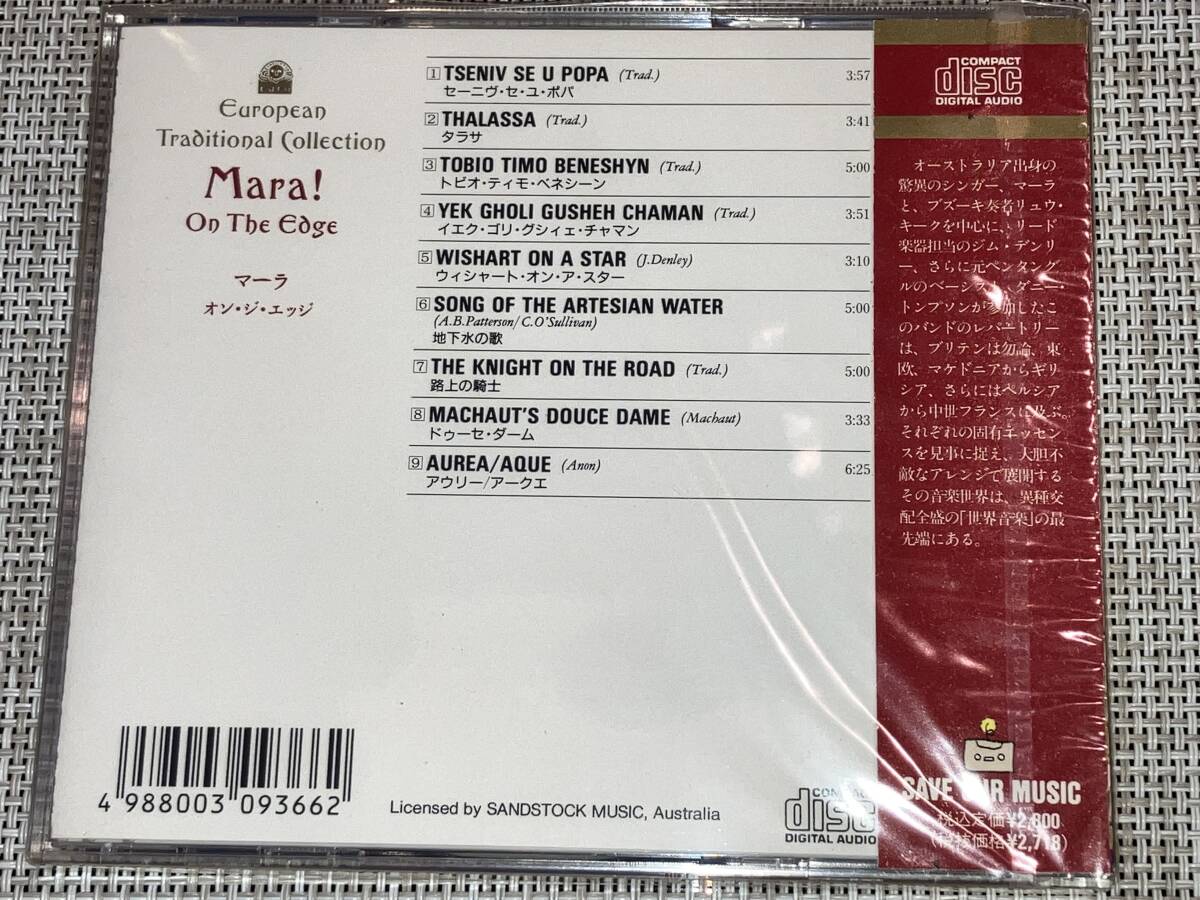 European
Traditional Collection
Mara!
On The Edge
マーラ
オン・ジ・エッジ
1 TSENIV SE U POPA (Trad.) 3:57
セーニヴ・セ・ユ・ポパ
2 THALASSA (Trad.) 3:41
タラサ
3 TOBIO TIMO BENESHYN (Trad.) 5:00
トビオ・ティモ・ベネシーン
4 YEK GHOLI GUSHEH CHAMAN (Trad.) 3:51
イエク・ゴリ・グシィェ・チャマン
5 WISHART ON A STAR (J.Denley) 3:10
ウィシャート・オン・ア・スター
6 SONG OF THE ARTESIAN WATER 5:00
(A.B.Patterson/C.O'Sullivan)
地下水の歌
7 THE KNIGHT ON THE ROAD (Trad.) 5:00
路上の騎士
8 MACHAUT'S DOUCE DAME (Machaut) 3:33
ドゥーセ・ダーム
9 AUREA/AQUE (Anon) 6:25
アウリー/アークエ
4 988003 093662
Licensed by SANDSTOCK MUSIC, Australia
COMPACT
disc
DIGITAL AUDIO
COMPACT
disc
DIGITAL AUDIO
オーストラリア出身の
驚異のシンガー、マーラ
と、ブズーキ奏者リュウ・
キークを中心に、リード
楽器担当のジム・デンリ
ー、さらに元ペンタング
ルのベーシスト、ダニー・
トンプソンが参加したこ
のバンドのレパートリー
は、ブリテンは勿論、東
欧、マケドニアからギリ
シア、さらにはペルシア
から中世フランスに及ぶ。
それぞれの固有エッセン
スを見事に捉え、大胆不
敵なアレンジで展開する
その音楽世界は、異種交
配全盛の「世界音楽」の最
先端にある。
SAVE OUR MUSIC
税込定価¥2,800
(税抜価格¥2,718)